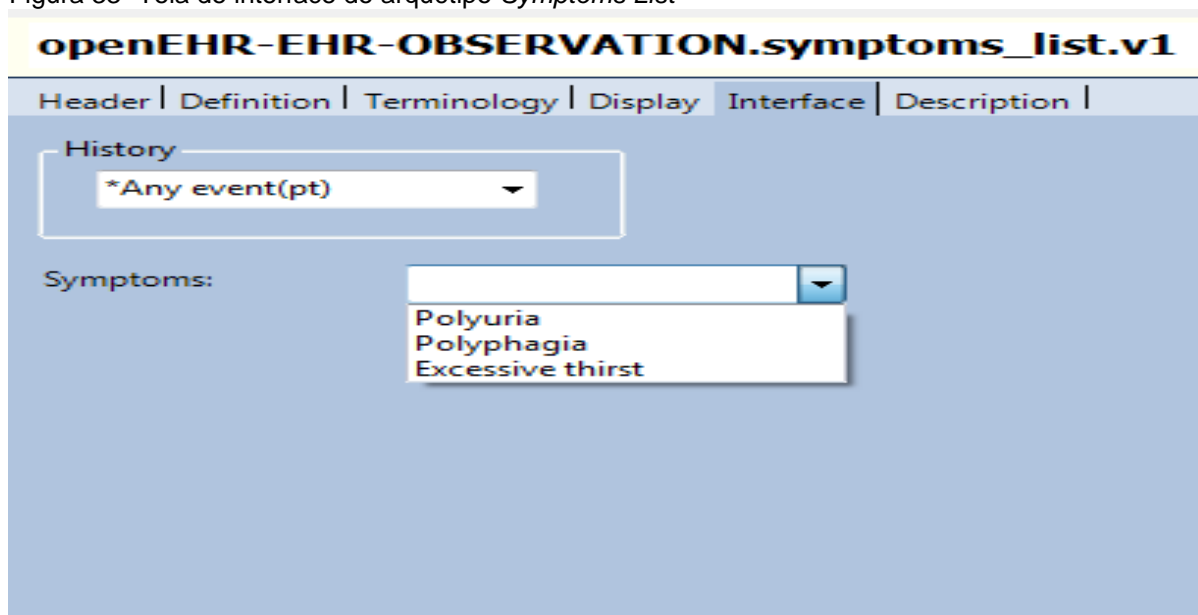 Figura 38- Tela de interface do arquétipo Symptoms List
openEHR-EHR-OBSERVATION.symptoms_list.v1
Header Definition Terminology Display Interface Description
History
*Any event(pt)
Symptoms:
Polyuria
Polyphagia
Excessive thirst